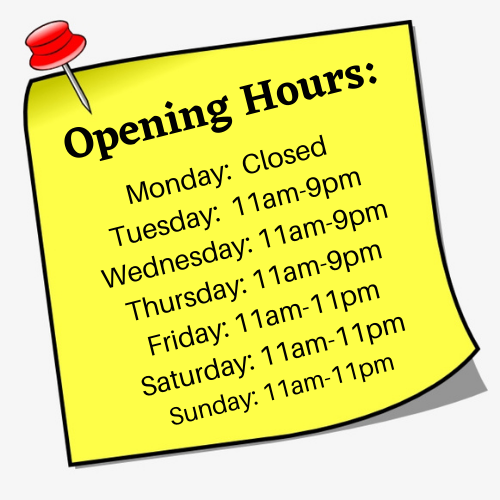 Opening Hours:
Monday: Closed
Tuesday: 11am-9pm
Wednesday: 11am-9pm
Thursday: 11am-9pm
Friday: 11am-11pm
Saturday: 11am-11pm
Sunday: 11am-11pm